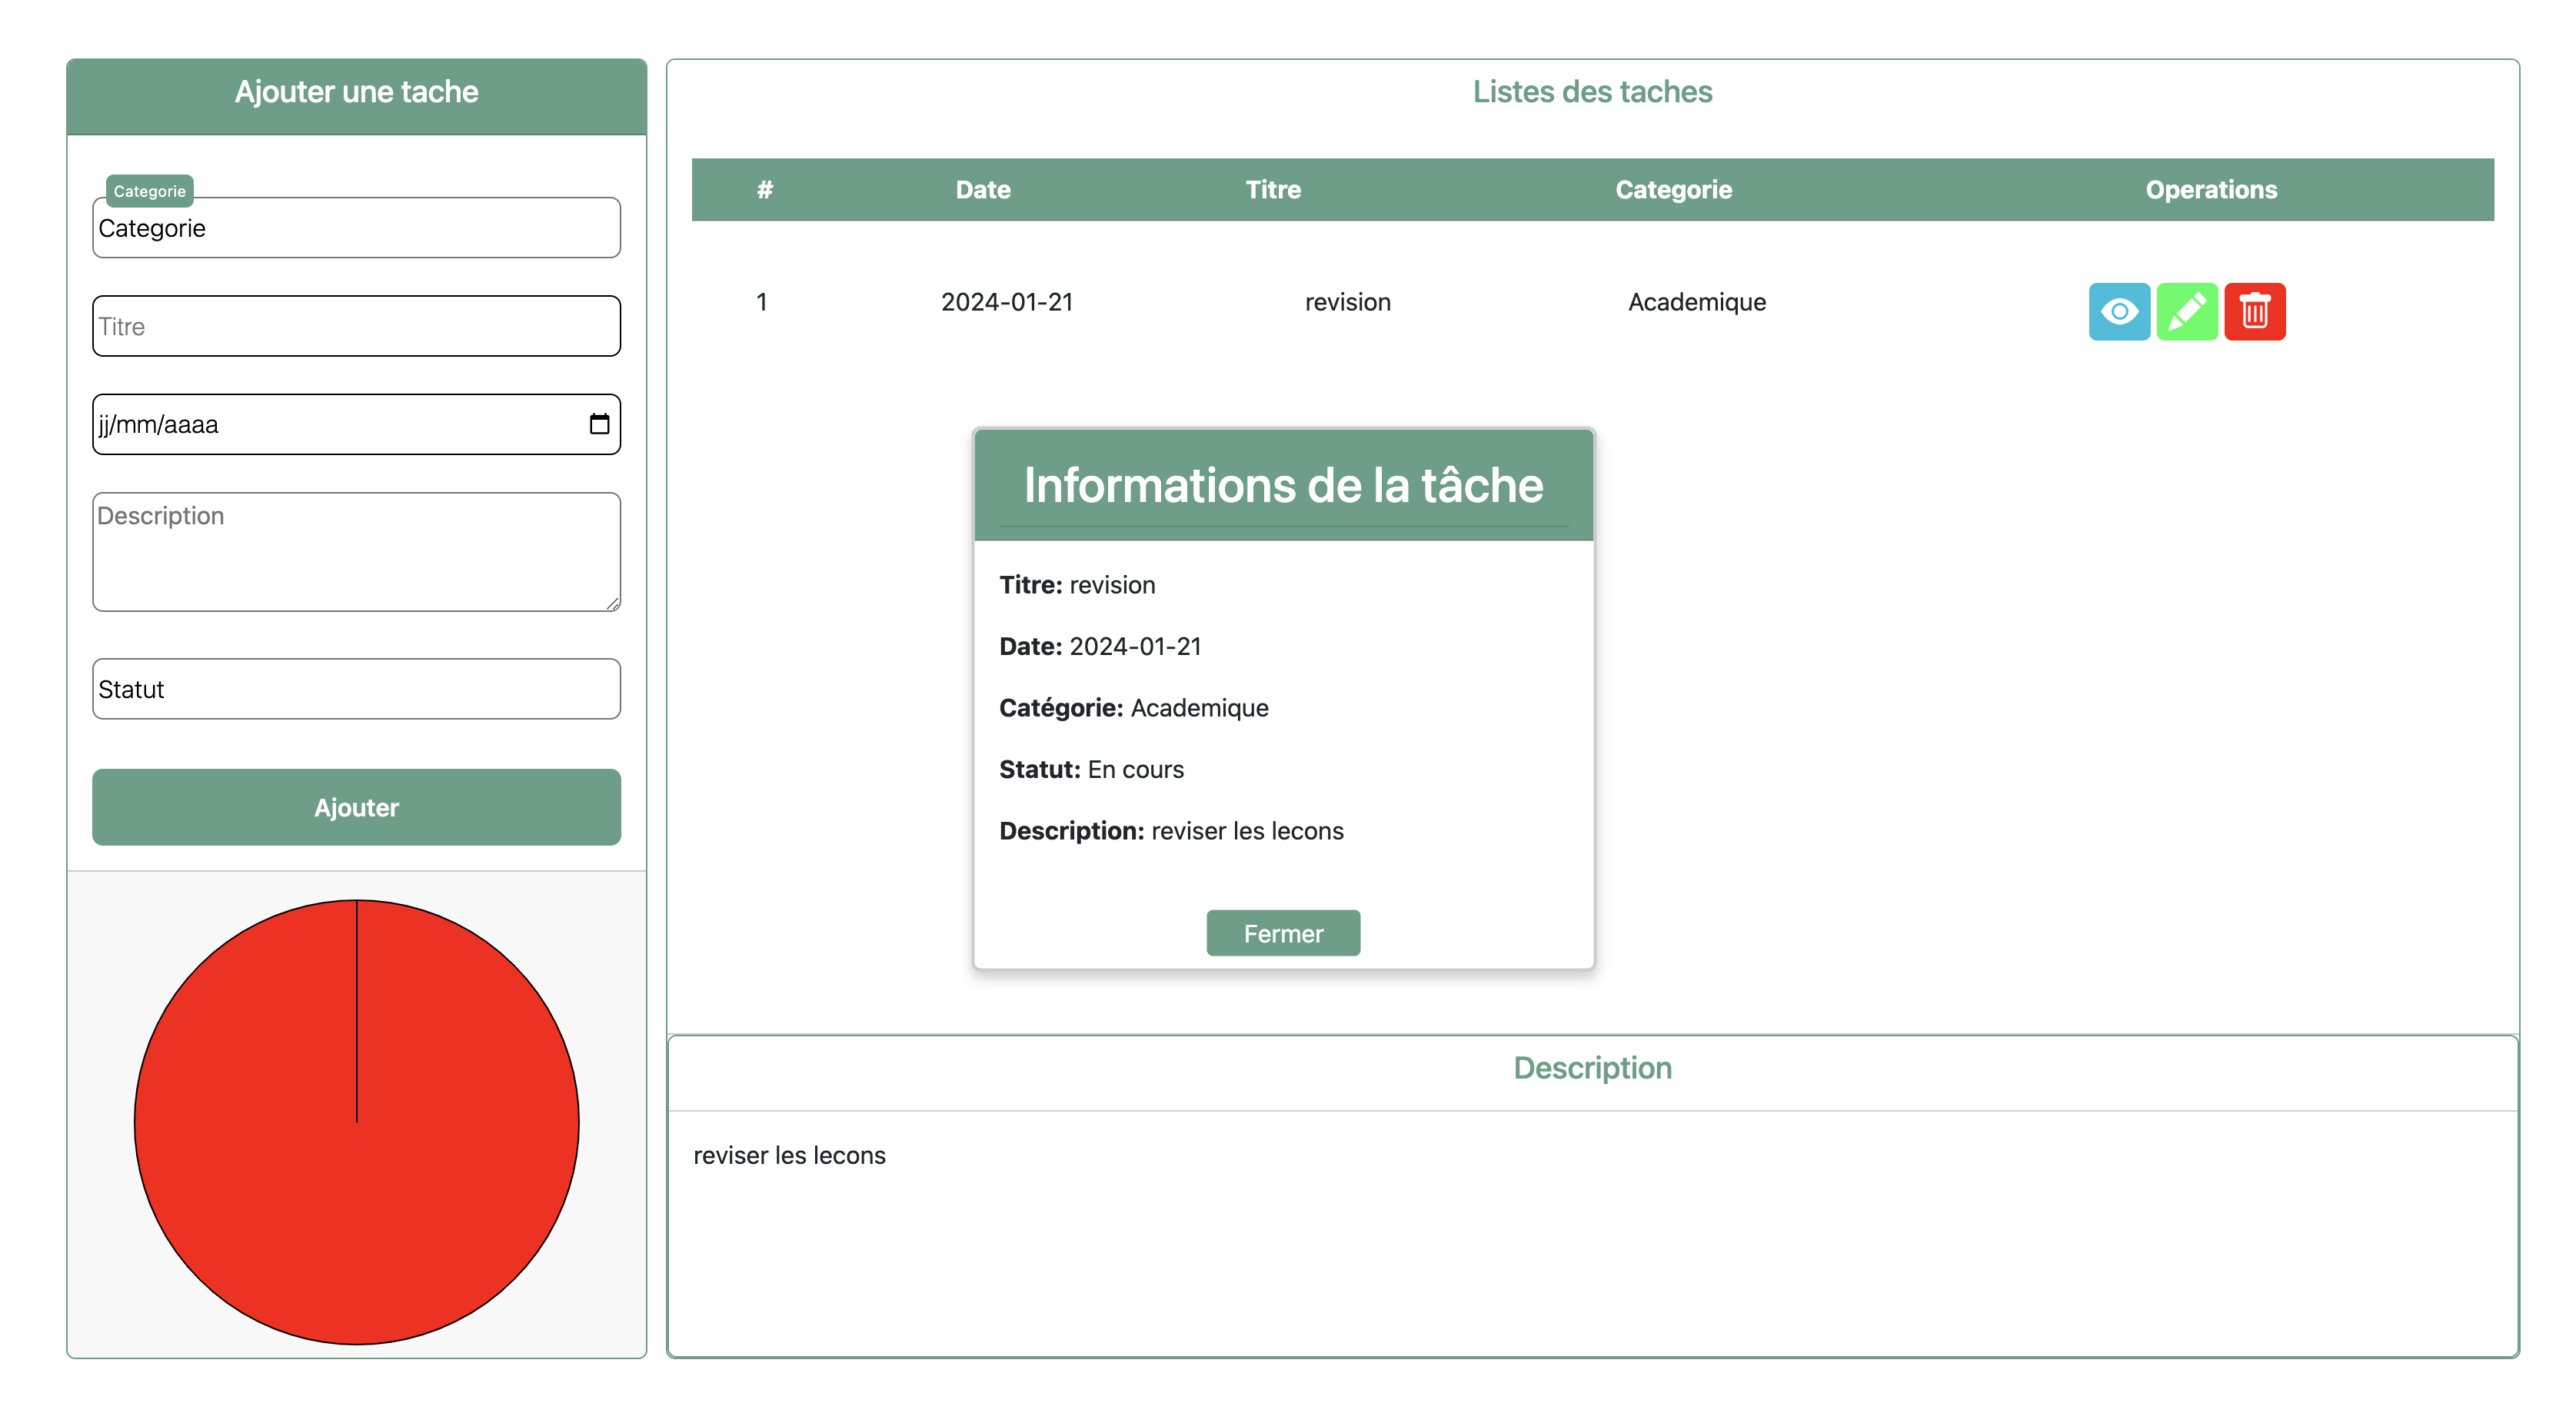 Ajouter une tache
Categorie
Categorie
Titre
jj/mm/aaaa
Description
Statut
Ajouter
Listes des taches
# Date Titre Categorie Operations
1 2024-01-21 revision Academique
Informations de la tâche
Titre: revision
Date: 2024-01-21
Catégorie: Academique
Statut: En cours
Description: reviser les lecons
Fermer
Description
reviser les lecons